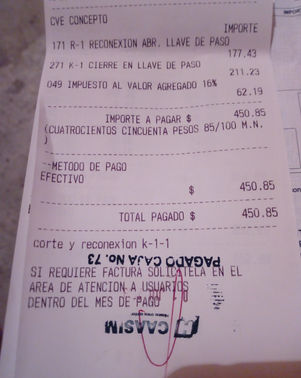 CVE CONCEPTO
IMPORTE
171 R-1 RECONEXION ABR. LLAVE DE PASO
177.43
271 K-1 CIERRE EN LLAVE DE PASO
211.23
049 IMPUESTO AL VALOR AGREGADO 16%
62.19
IMPORTE A PAGAR $ 450.85
(CUATROCIENTOS CINCUENTA PESOS 85/100 M.N.
)
--METODO DE PAGO
EFECTIVO
$ 450.85
TOTAL PAGADO $ 450.85
corte y reconexion k-1-1
PAGADO CAJA No. 73
SI REQUIERE FACTURA SOLICITELA EN EL
AREA DE ATENCION A USUARIOS
DENTRO DEL MES DE PAGO
CAASIM